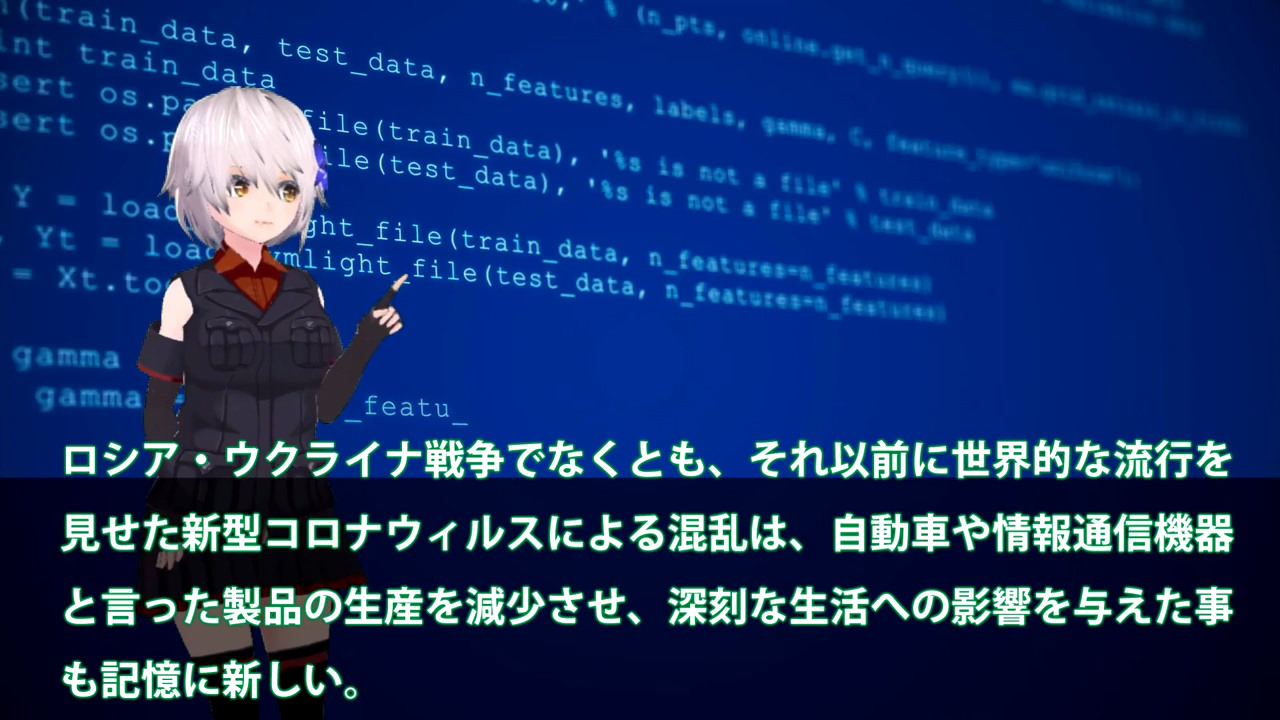 n(train_data, test_data, n_features, labels, gamma, C, feature_type="window"):
int train_data
sert os.pa file(train_data), '%s is not a file' % train_data
sert os.p ile(test_data), '%s is not a file' % test_data
Y = load ght_file(train_data, n_features=n_features)
, Yt = load vmlight_file(test_data, n_features=n_features)
= Xt.to
gamma
gamma _featu_
ロシア・ウクライナ戦争でなくとも、それ以前に世界的な流行を
見せた新型コロナウィルスによる混乱は、自動車や情報通信機器
と言った製品の生産を減少させ、深刻な生活への影響を与えた事
も記憶に新しい。